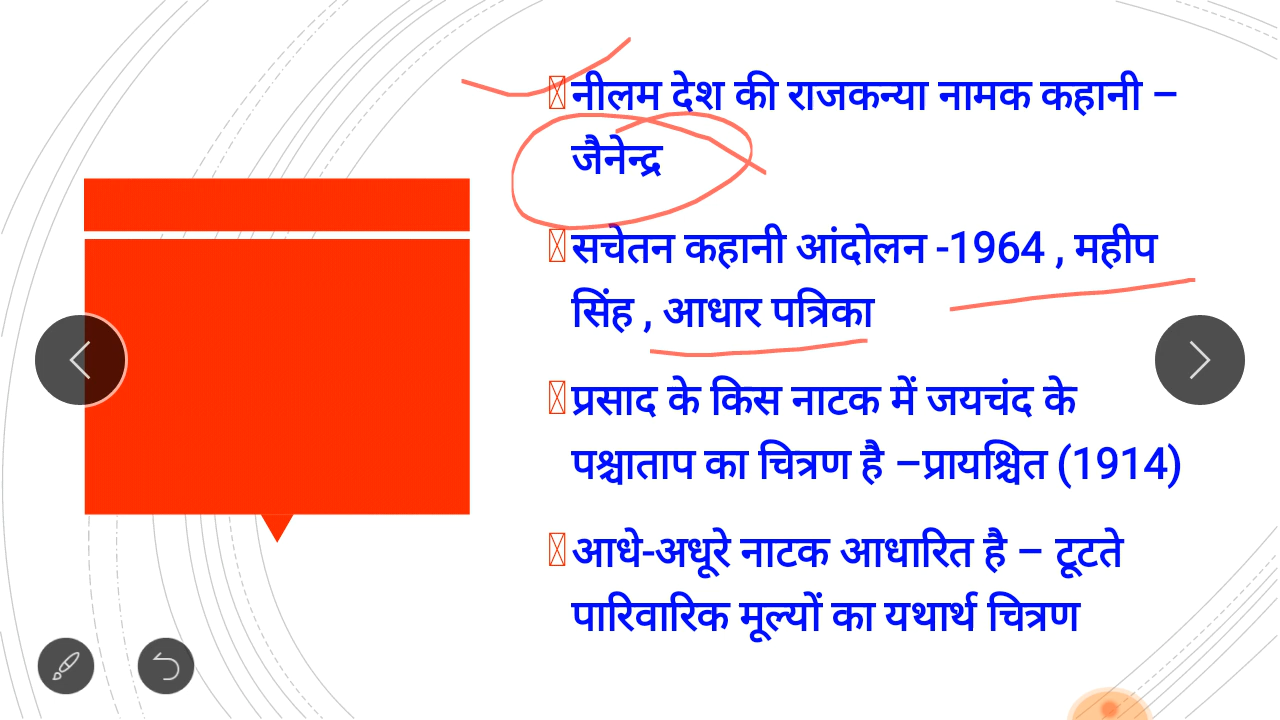 नीलम देश की राजकन्या नामक कहानी –
जैनेन्द्र
सचेतन कहानी आंदोलन -1964 , महीप
सिंह , आधार पत्रिका
प्रसाद के किस नाटक में जयचंद के
पश्चाताप का चित्रण है –प्रायश्चित (1914)
आधे-अधूरे नाटक आधारित है – टूटते
पारिवारिक मूल्यों का यथार्थ चित्रण